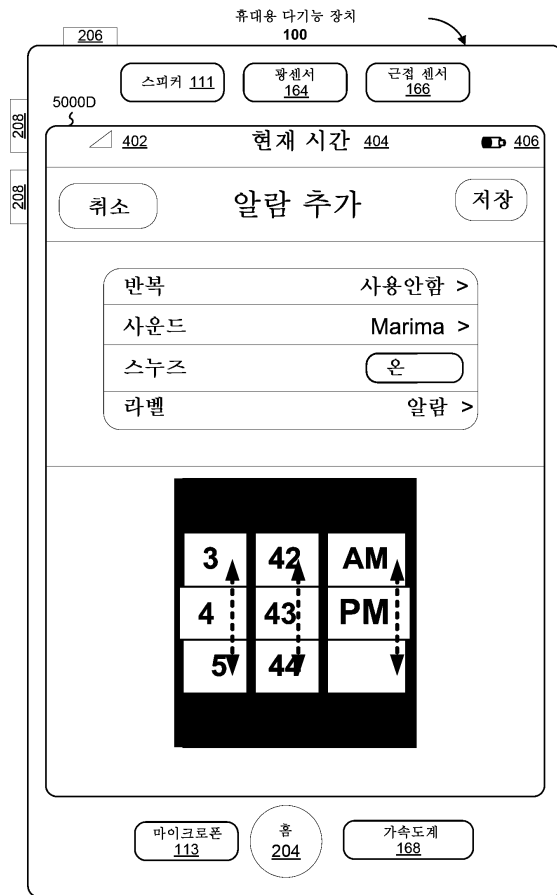 휴대용 다기능 장치
100
206
스피커 111
광센서
164
근접 센서
166
208
208
5000D
402
현재 시간 404
406
취소
알람 추가
저장
반복 사용안함 >
사운드 Marima >
스누즈 온
라벨 알람 >
3 42 AM
4 43 PM
5 44
마이크로폰
113
홈
204
가속도계
168